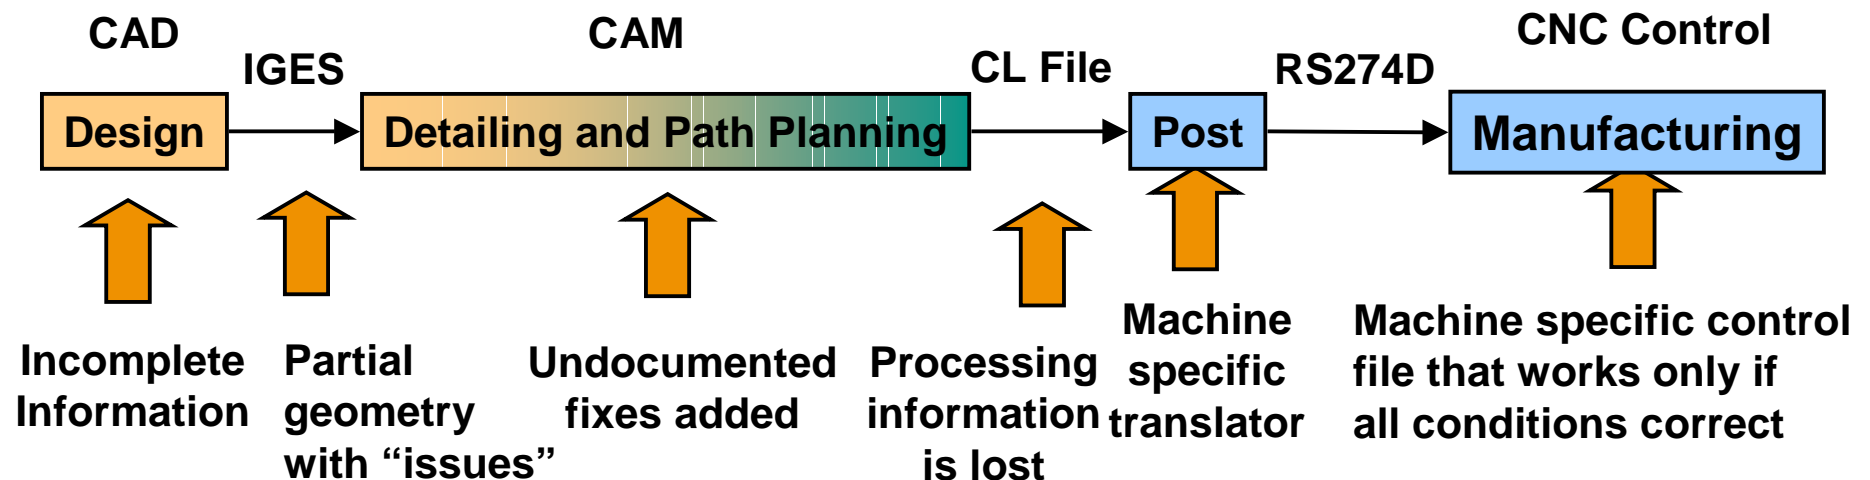 CAD
IGES
CAM
CL File
RS274D
CNC Control
Design
Detailing and Path Planning
Post
Manufacturing
Incomplete
Information
Partial
geometry
with “issues”
Undocumented
fixes added
Processing
information
is lost
Machine
specific
translator
Machine specific control
file that works only if
all conditions correct